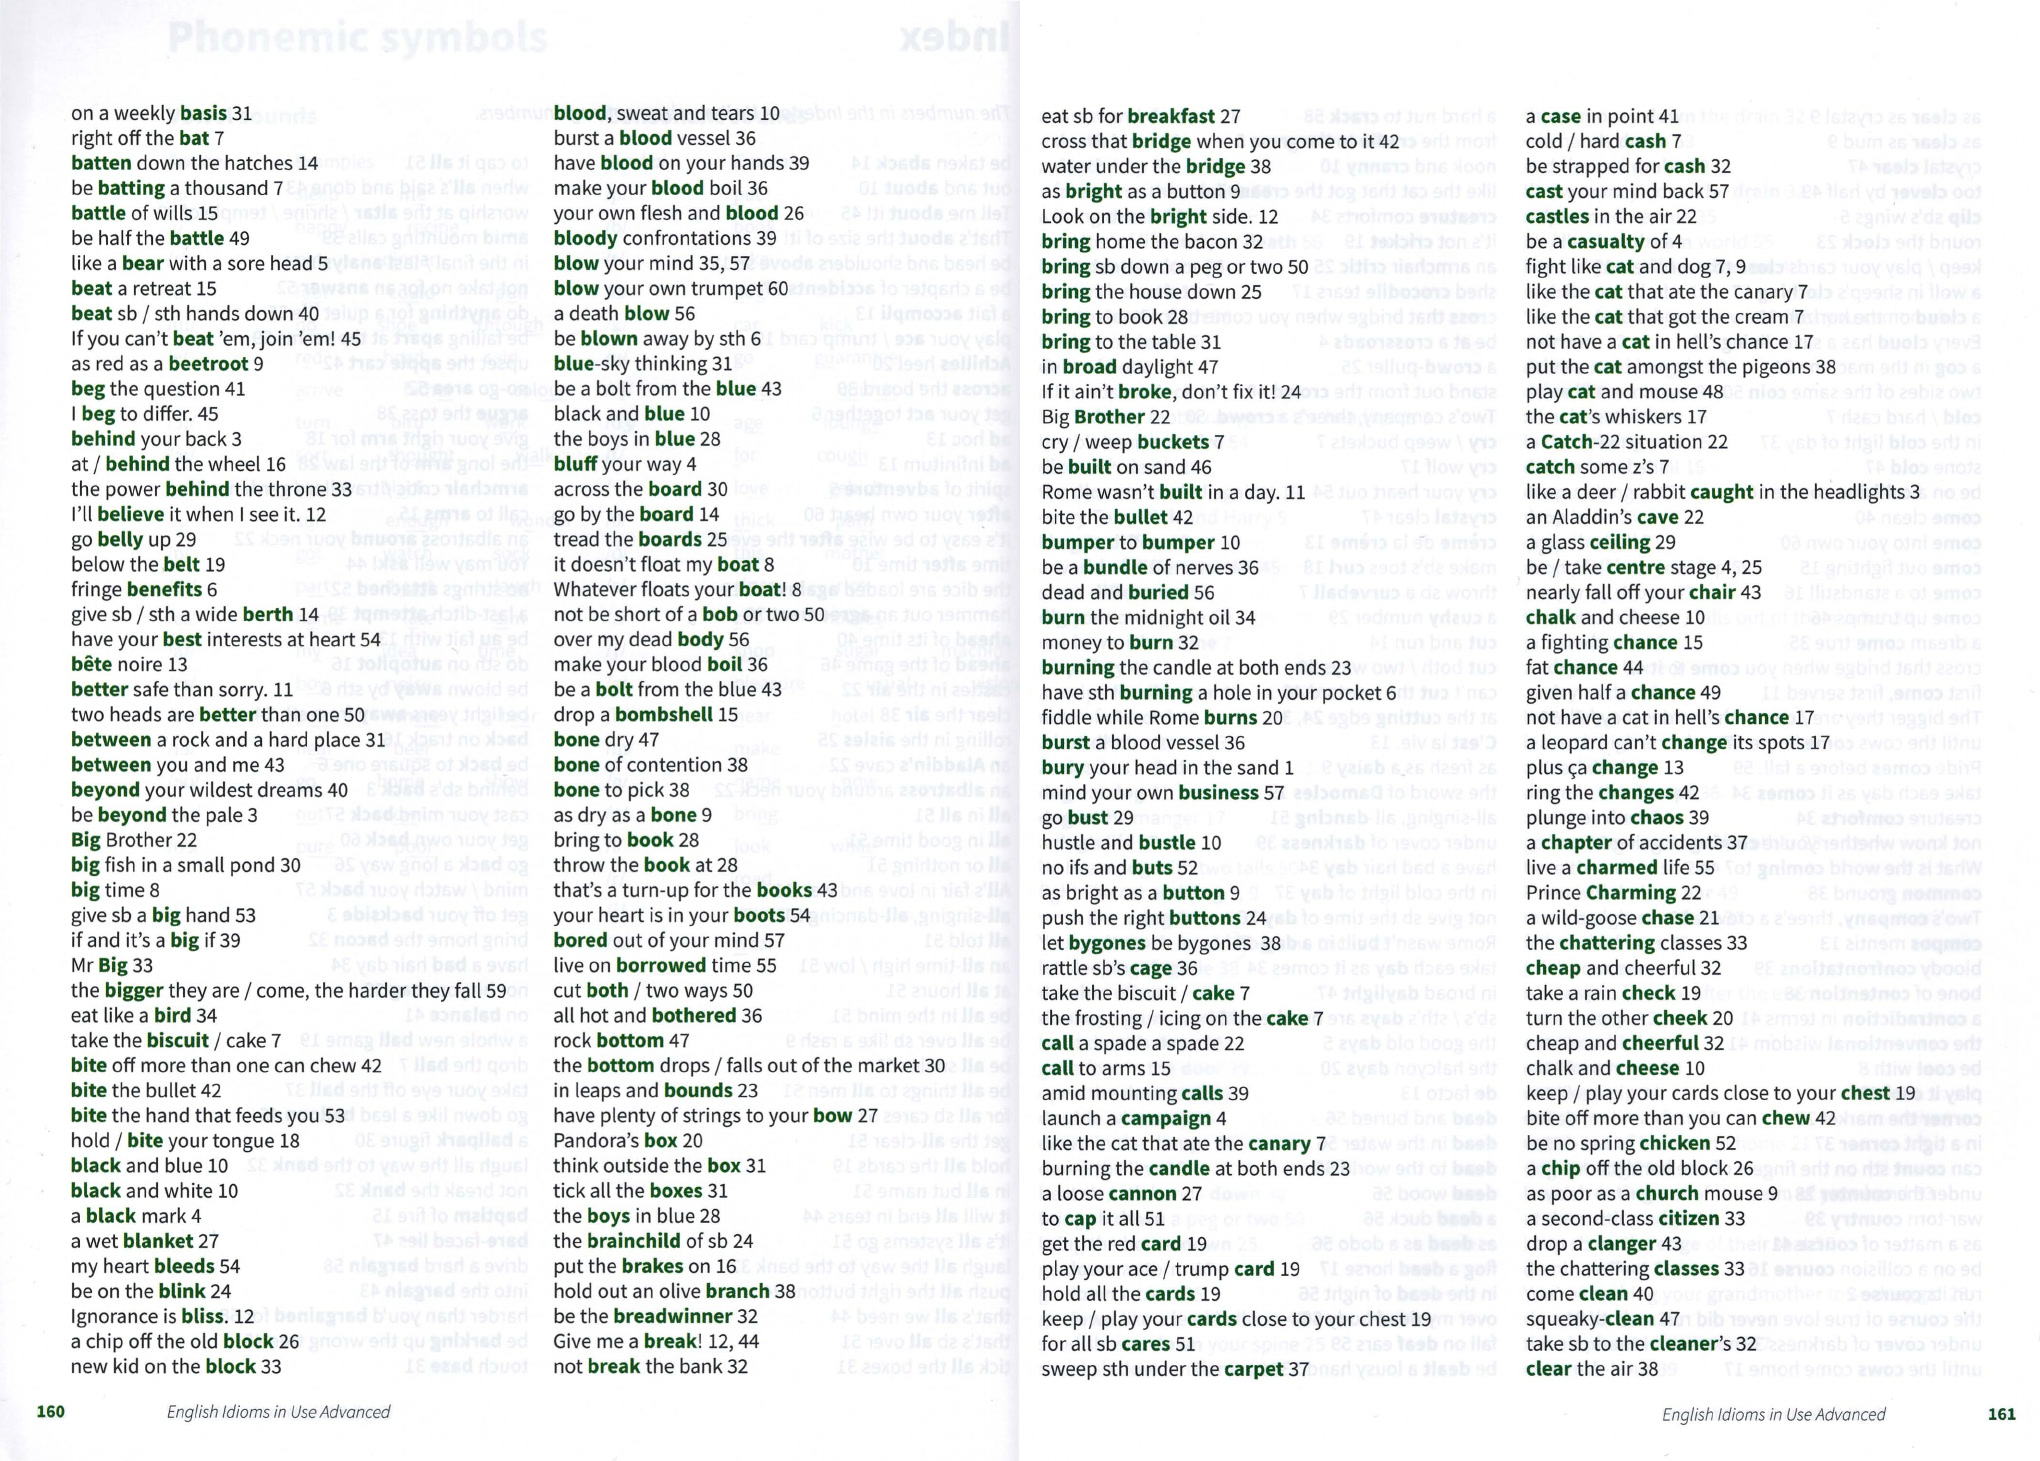 on a weekly basis 31
right off the bat 7
batten down the hatches 14
be batting a thousand 7
battle of wills 15
be half the battle 49
like a bear with a sore head 5
beat a retreat 15
beat sb / sth hands down 40
If you can't beat 'em, join 'em! 45
as red as a beetroot 9
beg the question 41
I beg to differ. 45
behind your back 3
at / behind the wheel 16
the power behind the throne 33
I'll believe it when I see it. 12
go belly up 29
below the belt 19
fringe benefits 6
give sb / sth a wide berth 14
have your best interests at heart 54
bête noire 13
better safe than sorry. 11
two heads are better than one 50
between a rock and a hard place 31
between you and me 43
beyond your wildest dreams 40
be beyond the pale 3
Big Brother 22
big fish in a small pond 30
big time 8
give sb a big hand 53
if and it's a big if 39
Mr Big 33
the bigger they are / come, the harder they fall 59
eat like a bird 34
take the biscuit / cake 7
bite off more than one can chew 42
bite the bullet 42
bite the hand that feeds you 53
hold / bite your tongue 18
black and blue 10
black and white 10
a black mark 4
a wet blanket 27
my heart bleeds 54
be on the blink 24
Ignorance is bliss. 12
a chip off the old block 26
new kid on the block 33
160
English Idioms in Use Advanced
blood, sweat and tears 10
burst a blood vessel 36
have blood on your hands 39
make your blood boil 36
your own flesh and blood 26
bloody confrontations 39
blow your mind 35, 57
blow your own trumpet 60
a death blow 56
be blown away by sth 6
blue-sky thinking 31
be a bolt from the blue 43
black and blue 10
the boys in blue 28
bluff your way 4
across the board 30
go by the board 14
tread the boards 25
it doesn't float my boat 8
Whatever floats your boat! 8
not be short of a bob or two 50
over my dead body 56
make your blood boil 36
be a bolt from the blue 43
drop a bombshell 15
bone dry 47
bone of contention 38
bone to pick 38
as dry as a bone 9
bring to book 28
throw the book at 28
that's a turn-up for the books 43
your heart is in your boots 54
bored out of your mind 57
live on borrowed time 55
cut both / two ways 50
all hot and bothered 36
rock bottom 47
the bottom drops / falls out of the market 30
in leaps and bounds 23
have plenty of strings to your bow 27
Pandora's box 20
think outside the box 31
tick all the boxes 31
the boys in blue 28
the brainchild of sb 24
put the brakes on 16
hold out an olive branch 38
be the breadwinner 32
Give me a break! 12, 44
not break the bank 32
eat sb for breakfast 27
cross that bridge when you come to it 42
water under the bridge 38
as bright as a button 9
Look on the bright side. 12
bring home the bacon 32
bring sb down a peg or two 50
bring the house down 25
bring to book 28
bring to the table 31
in broad daylight 47
If it ain't broke, don't fix it! 24
Big Brother 22
cry / weep buckets 7
be built on sand 46
Rome wasn't built in a day. 11
bite the bullet 42
bumper to bumper 10
be a bundle of nerves 36
dead and buried 56
burn the midnight oil 34
money to burn 32
burning the candle at both ends 23
have sth burning a hole in your pocket 6
fiddle while Rome burns 20
burst a blood vessel 36
bury your head in the sand 1
mind your own business 57
go bust 29
hustle and bustle 10
no ifs and buts 52
as bright as a button 9
push the right buttons 24
let bygones be bygones 38
rattle sb's cage 36
take the biscuit / cake 7
the frosting / icing on the cake 7
call a spade a spade 22
call to arms 15
amid mounting calls 39
launch a campaign 4
like the cat that ate the canary 7
burning the candle at both ends 23
a loose cannon 27
to cap it all 51
get the red card 19
play your ace / trump card 19
hold all the cards 19
keep / play your cards close to your chest 19
for all sb cares 51
sweep sth under the carpet 37
a case in point 41
cold / hard cash 7
be strapped for cash 32
cast your mind back 57
castles in the air 22
be a casualty of 4
fight like cat and dog 7, 9
like the cat that ate the canary 7
like the cat that got the cream 7
not have a cat in hell's chance 17
put the cat amongst the pigeons 38
play cat and mouse 48
the cat's whiskers 17
a Catch-22 situation 22
catch some z's 7
like a deer / rabbit caught in the headlights 3
an Aladdin's cave 22
a glass ceiling 29
be / take centre stage 4, 25
nearly fall off your chair 43
chalk and cheese 10
a fighting chance 15
fat chance 44
given half a chance 49
not have a cat in hell's chance 17
a leopard can't change its spots 17
plus ça change 13
ring the changes 42
plunge into chaos 39
a chapter of accidents 37
live a charmed life 55
Prince Charming 22
a wild-goose chase 21
the chattering classes 33
cheap and cheerful 32
take a rain check 19
turn the other cheek 20
cheap and cheerful 32
chalk and cheese 10
keep / play your cards close to your chest 19
bite off more than you can chew 42
be no spring chicken 52
a chip off the old block 26
as poor as a church mouse 9
a second-class citizen 33
drop a clanger 43
the chattering classes 33
come clean 40
squeaky-clean 47
take sb to the cleaner's 32
clear the air 38
English Idioms in Use Advanced
161